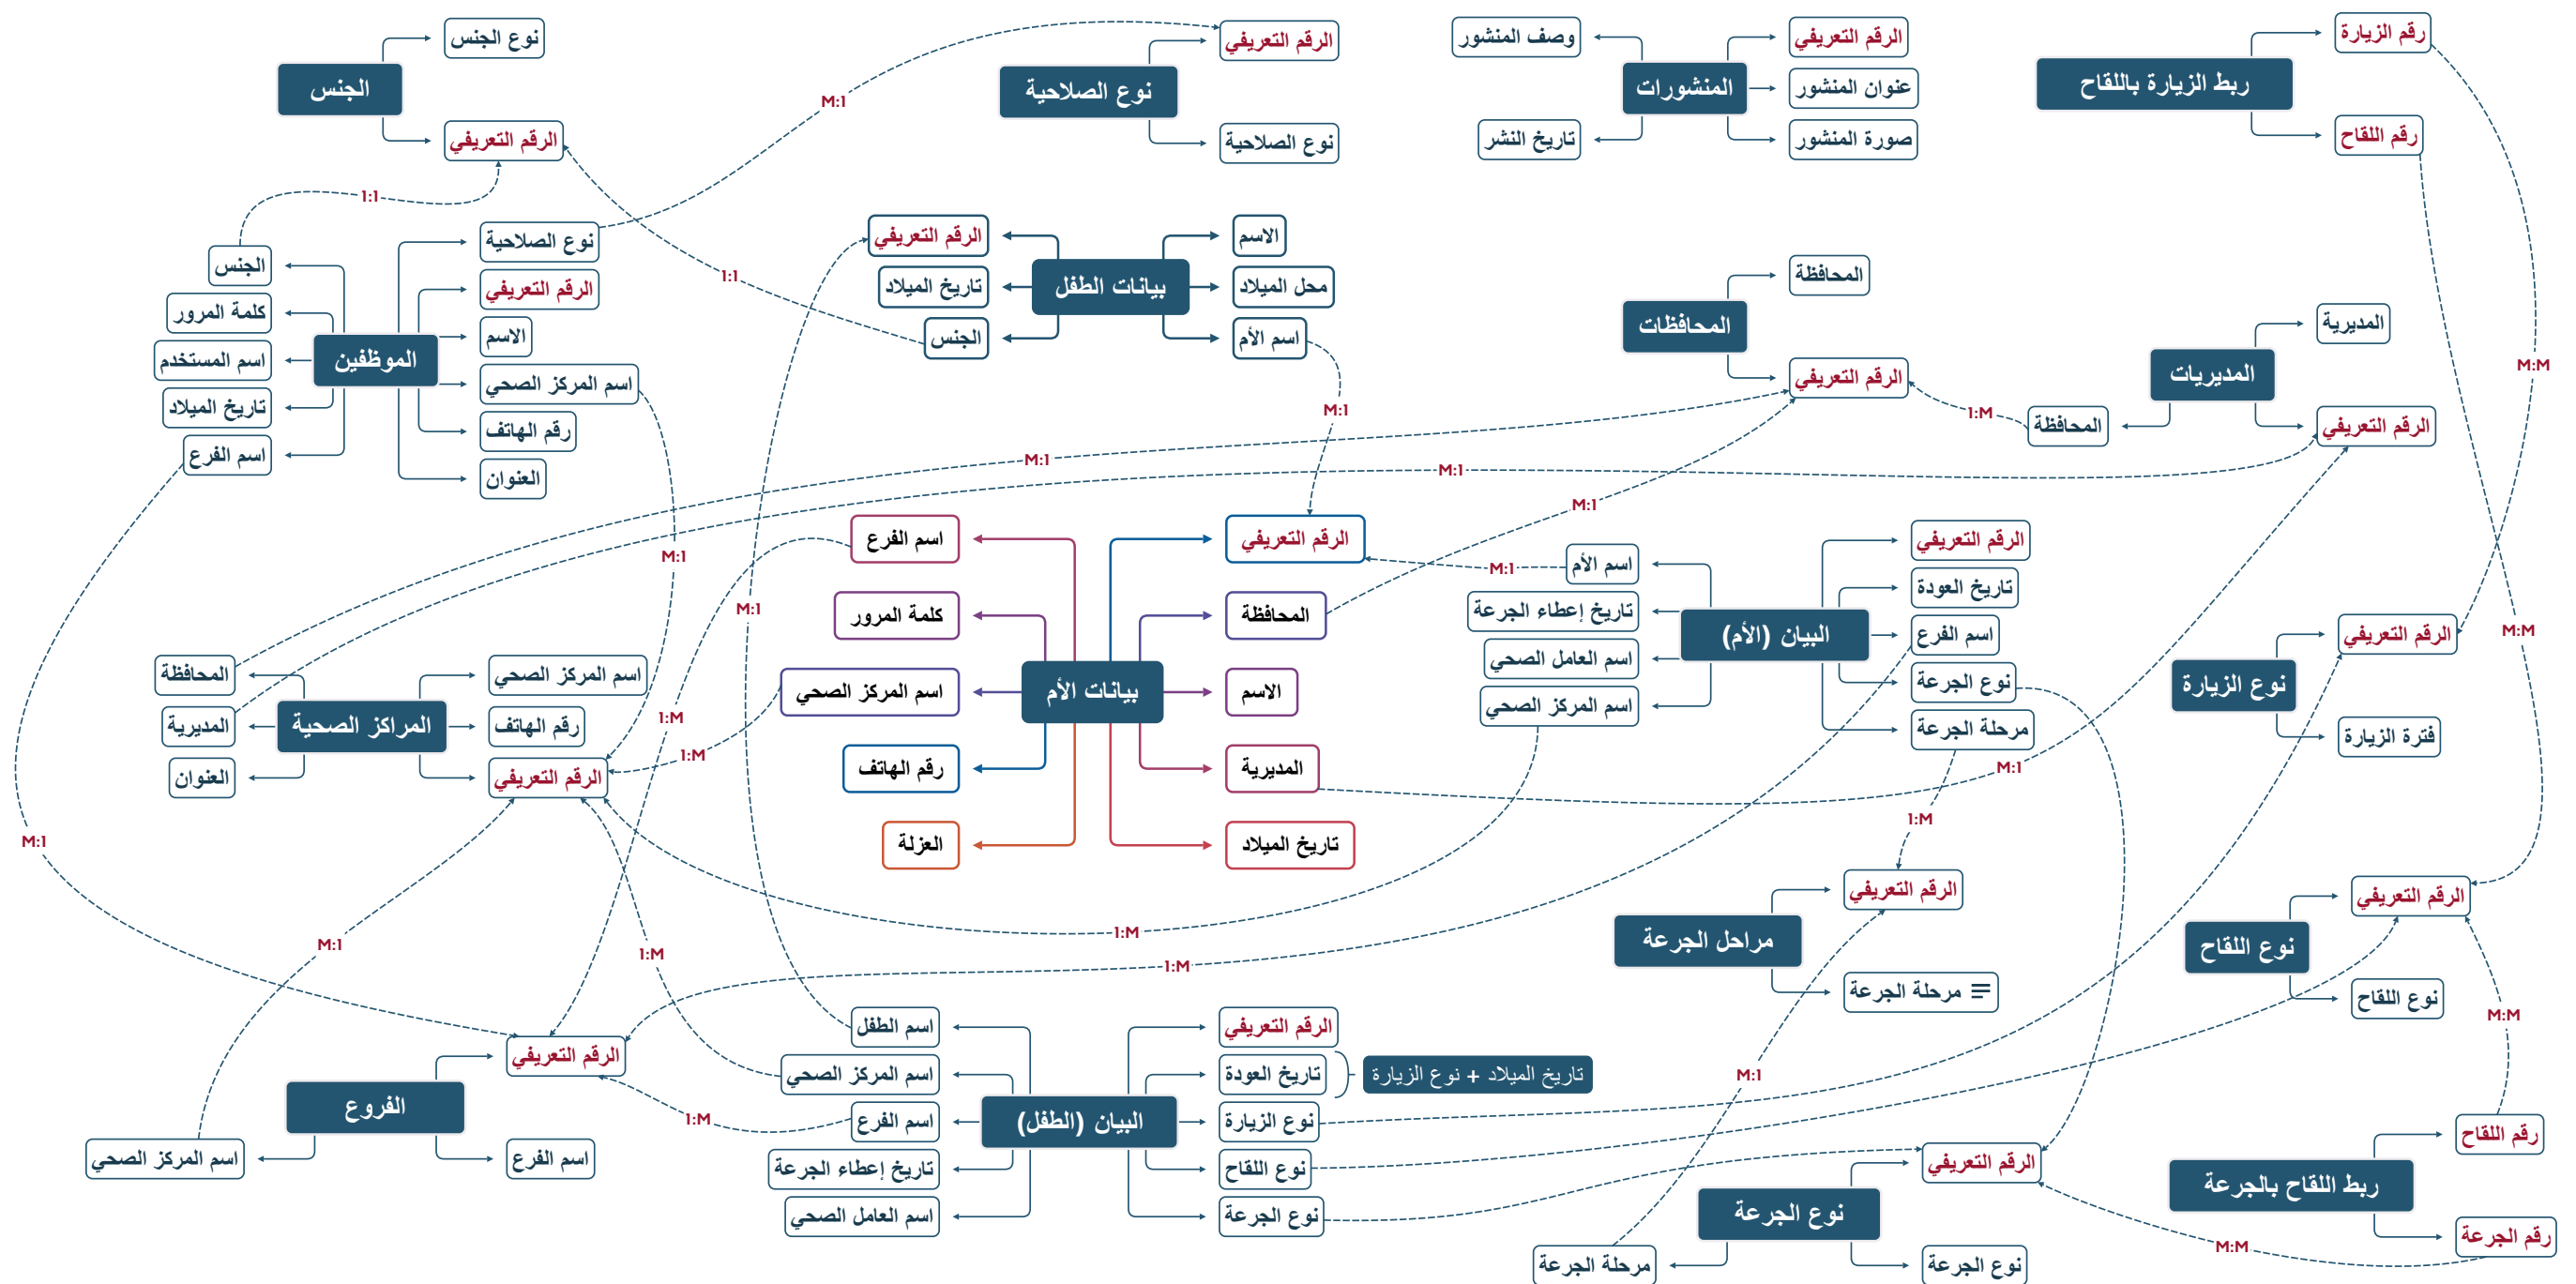 الجنس
نوع الجنس
الرقم التعريفي
1:1
نوع الصلاحية
الرقم التعريفي
نوع الصلاحية
M:1
المنشورات
الرقم التعريفي
عنوان المنشور
صورة المنشور
وصف المنشور
تاريخ النشر
ربط الزيارة باللقاح
رقم الزيارة
رقم اللقاح
M:M
M:M
الموظفين
نوع الصلاحية
الرقم التعريفي
الاسم
اسم المركز الصحي
رقم الهاتف
العنوان
الجنس
كلمة المرور
اسم المستخدم
تاريخ الميلاد
اسم الفرع
M:1
M:1
بيانات الطفل
الاسم
محل الميلاد
اسم الأم
الرقم التعريفي
تاريخ الميلاد
الجنس
1:1
M:1
المحافظات
المحافظة
الرقم التعريفي
المديريات
المديرية
الرقم التعريفي
المحافظة
1:M
M:1
M:1
M:1
بيانات الأم
الرقم التعريفي
المحافظة
الاسم
المديرية
تاريخ الميلاد
اسم الفرع
كلمة المرور
اسم المركز الصحي
رقم الهاتف
العزلة
1:M
1:M
M:1
M:1
البيان (الأم)
الرقم التعريفي
تاريخ العودة
اسم الفرع
نوع الجرعة
مرحلة الجرعة
اسم الأم
تاريخ إعطاء الجرعة
اسم العامل الصحي
اسم المركز الصحي
M:1
1:M
1:M
1:M
نوع الزيارة
الرقم التعريفي
فترة الزيارة
المراكز الصحية
اسم المركز الصحي
رقم الهاتف
الرقم التعريفي
المحافظة
المديرية
العنوان
مراحل الجرعة
الرقم التعريفي
مرحلة الجرعة
نوع اللقاح
الرقم التعريفي
نوع اللقاح
M:M
الفروع
الرقم التعريفي
اسم الفرع
اسم المركز الصحي
M:1
البيان (الطفل)
الرقم التعريفي
تاريخ العودة
تاريخ الميلاد + نوع الزيارة
نوع الزيارة
نوع اللقاح
نوع الجرعة
اسم الطفل
اسم المركز الصحي
اسم الفرع
تاريخ إعطاء الجرعة
اسم العامل الصحي
M:1
1:M
1:M
نوع الجرعة
الرقم التعريفي
نوع الجرعة
مرحلة الجرعة
M:1
ربط اللقاح بالجرعة
رقم اللقاح
رقم الجرعة
M:M